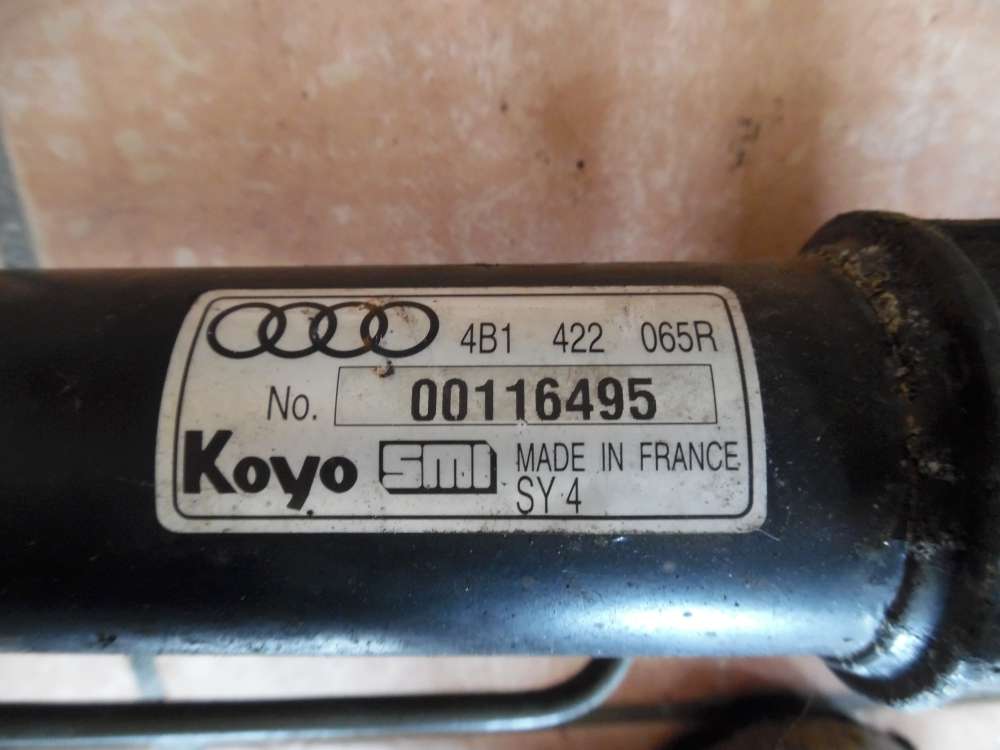 4B1 422 065R
No. 00116495
Koyo SMI MADE IN FRANCE
SY 4